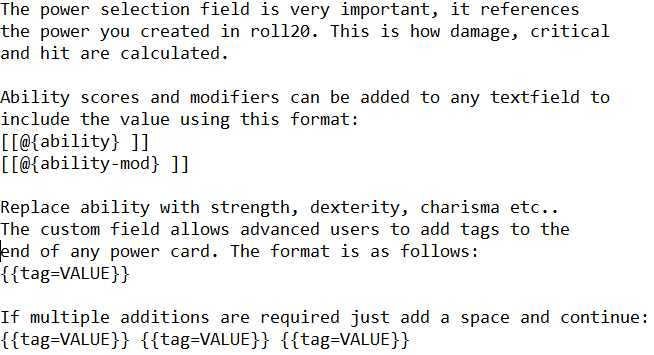 The power selection field is very important, it references
the power you created in roll20. This is how damage, critical
and hit are calculated.
Ability scores and modifiers can be added to any textfield to
include the value using this format:
[[@{ability} ]]
[[@{ability-mod} ]]
Replace ability with strength, dexterity, charisma etc..
The custom field allows advanced users to add tags to the
end of any power card. The format is as follows:
{{tag=VALUE}}
If multiple additions are required just add a space and continue:
{{tag=VALUE}} {{tag=VALUE}} {{tag=VALUE}}